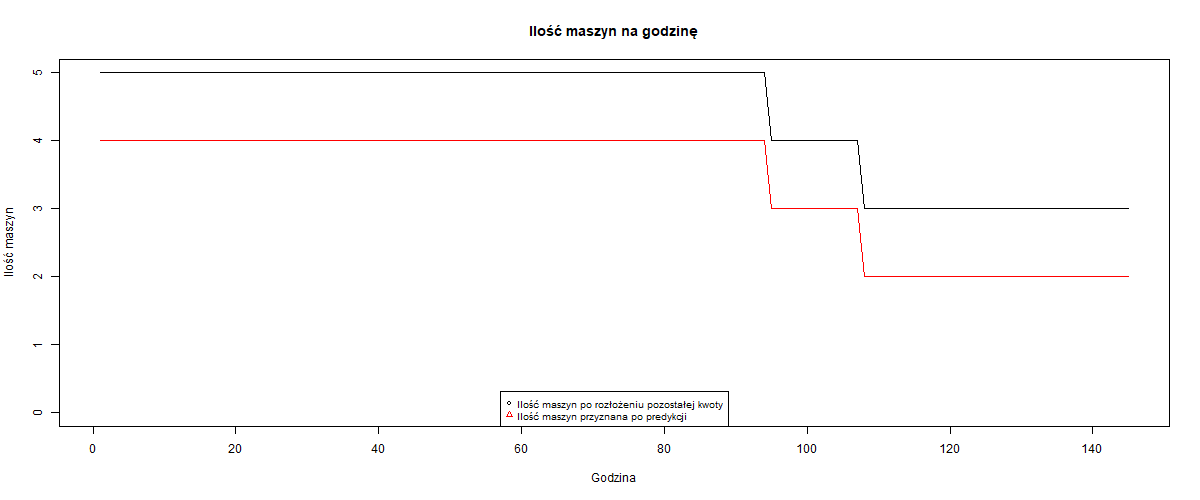 Ilość maszyn na godzinę
Ilość maszyn
5
4
3
2
1
0
Ilość maszyn po rozłożeniu pozostałej kwoty
Ilość maszyn przyznana po predykcji
0 20 40 60 80 100 120 140
Godzina